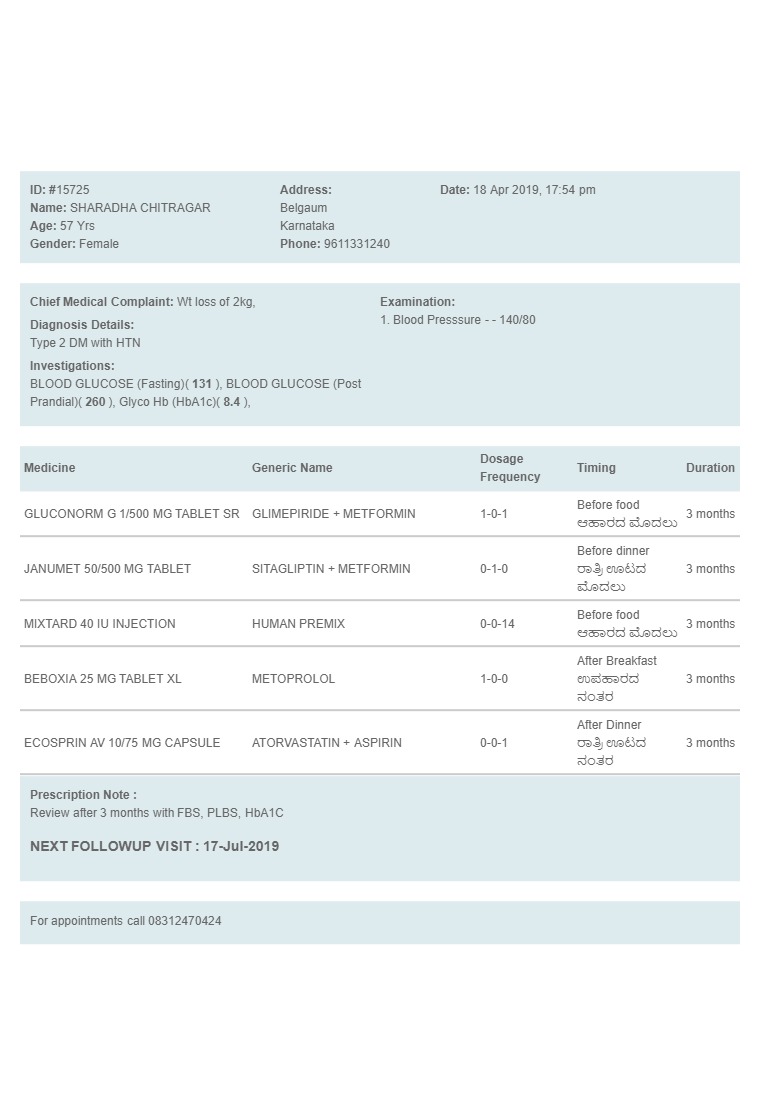 ID: #15725
Name: SHARADHA CHITRAGAR
Age: 57 Yrs
Gender: Female
Address:
Belgaum
Karnataka
Phone: 9611331240
Date: 18 Apr 2019, 17:54 pm
Chief Medical Complaint: Wt loss of 2kg,
Diagnosis Details:
Type 2 DM with HTN
Investigations:
BLOOD GLUCOSE (Fasting)( 131 ), BLOOD GLUCOSE (Post
Prandial)( 260 ), Glyco Hb (HbA1c)( 8.4 ),
Examination:
1. Blood Presssure - - 140/80
Medicine Generic Name Dosage Frequency Timing Duration
GLUCONORM G 1/500 MG TABLET SR GLIMEPIRIDE + METFORMIN 1-0-1 Before food 3 months
ಆಹಾರದ ಮೊದಲು
JANUMET 50/500 MG TABLET SITAGLIPTIN + METFORMIN 0-1-0 Before dinner 3 months
ರಾತ್ರಿ ಊಟದ
ಮೊದಲು
MIXTARD 40 IU INJECTION HUMAN PREMIX 0-0-14 Before food 3 months
ಆಹಾರದ ಮೊದಲು
BEBOXIA 25 MG TABLET XL METOPROLOL 1-0-0 After Breakfast 3 months
ಉಪಹಾರದ
ನಂತರ
ECOSPRIN AV 10/75 MG CAPSULE ATORVASTATIN + ASPIRIN 0-0-1 After Dinner 3 months
ರಾತ್ರಿ ಊಟದ
ನಂತರ
Prescription Note :
Review after 3 months with FBS, PLBS, HbA1C
NEXT FOLLOWUP VISIT : 17-Jul-2019
For appointments call 08312470424